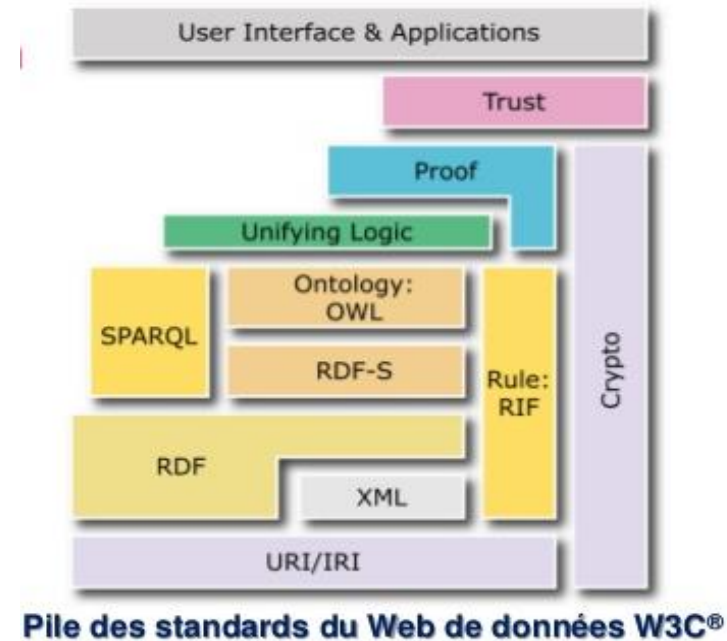 User Interface & Applications
Trust
Proof
Unifying Logic
Ontology:
OWL
SPARQL
RDF-S
Rule:
RIF
Crypto
RDF
XML
URI/IRI
Pile des standards du Web de données W3C®